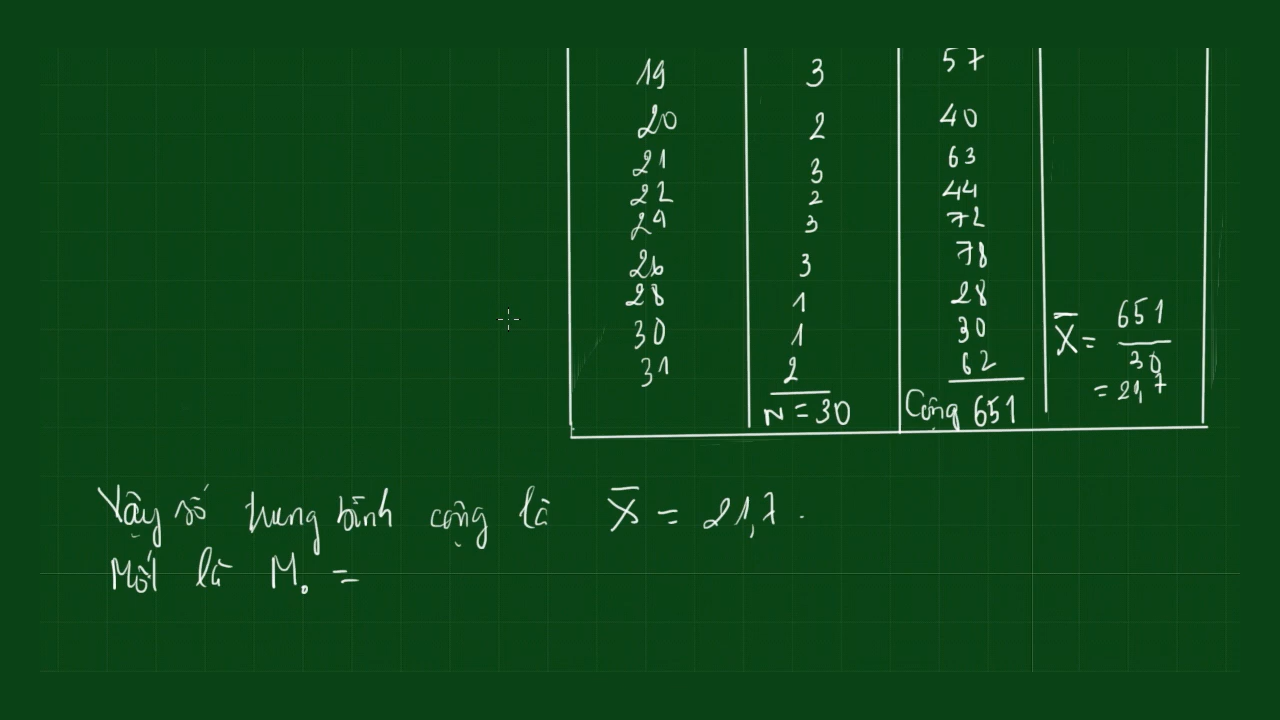 19 3 57
20 2 40
21 3 63
22 2 44
24 3 72
26 3 78
28 1 28
30 1 30
31 2 62
N = 30 Cộng 651 X̅ = 651/30
= 21,7
Vậy số trung bình cộng là X̅ = 21,7.
Mốt là M₀ =